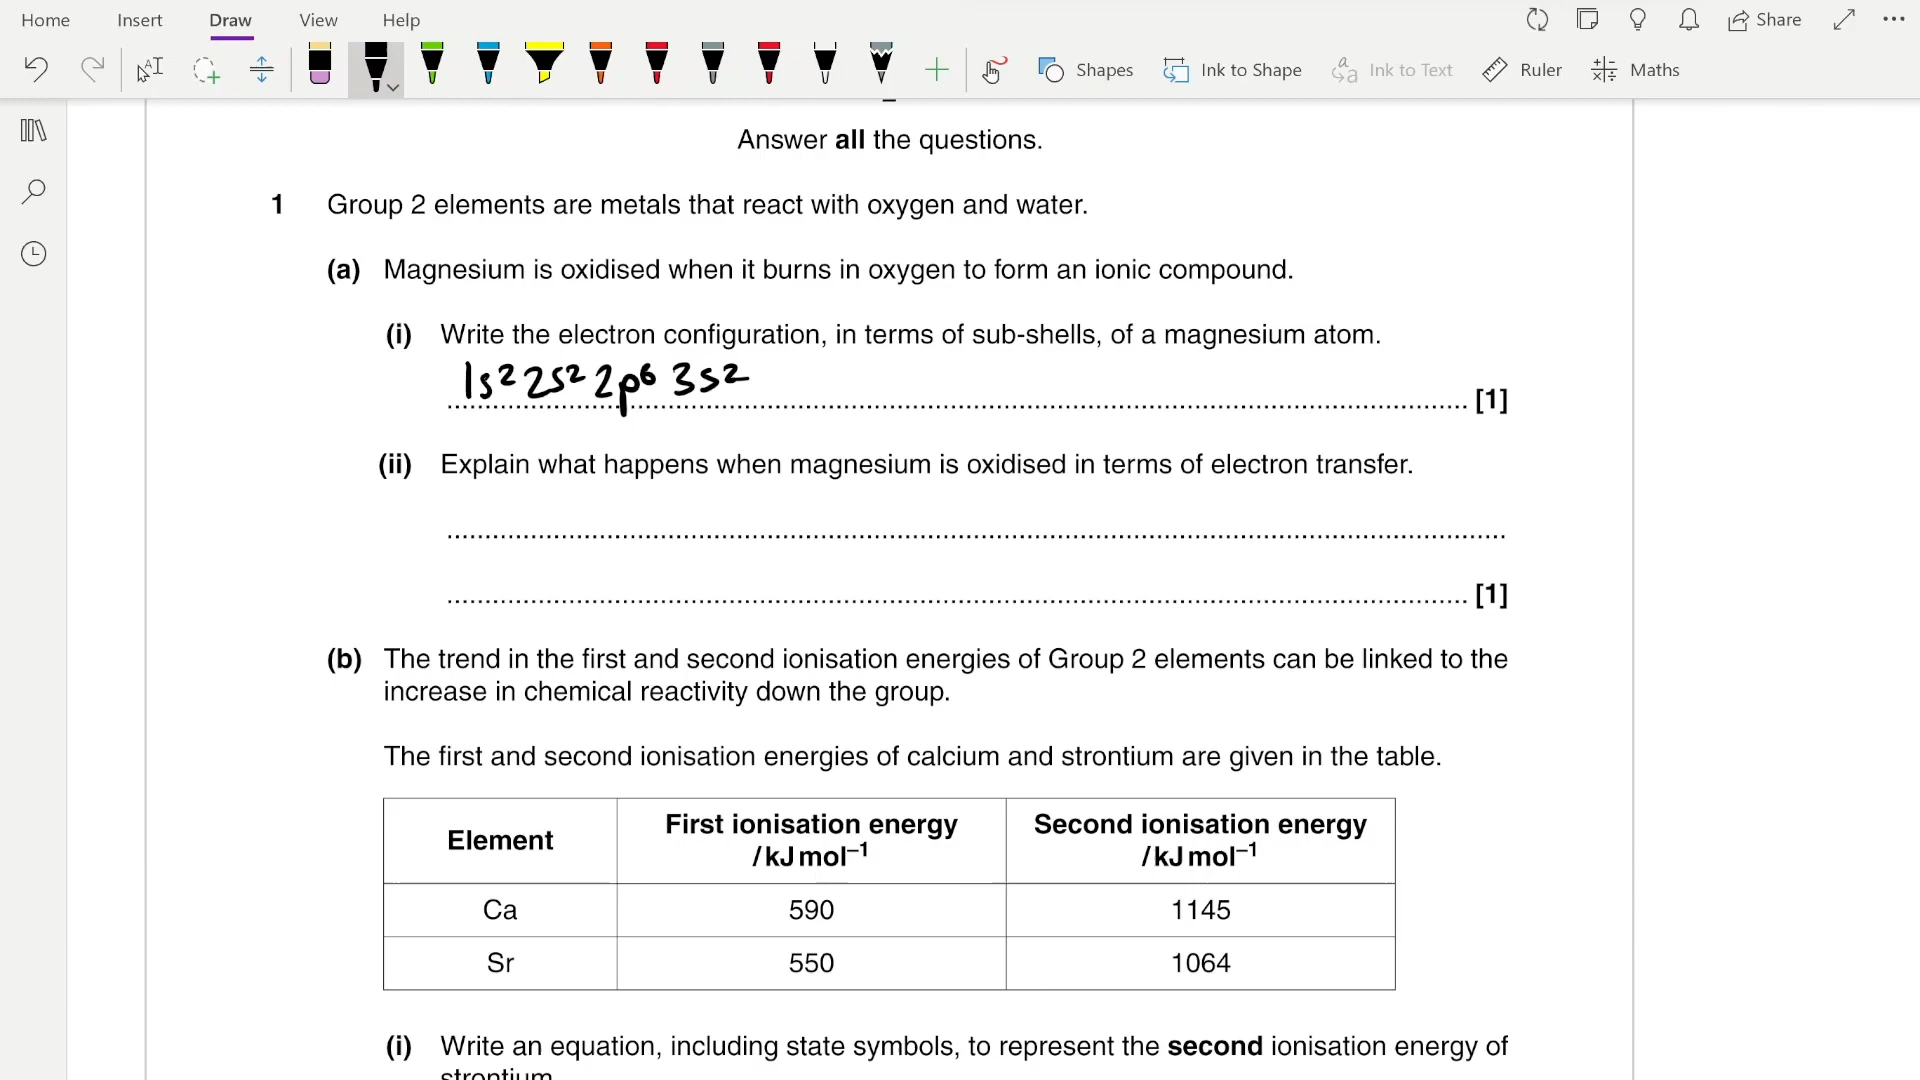 Home Insert Draw View Help Share
Shapes Ink to Shape Ink to Text Ruler Maths
Answer all the questions.
1 Group 2 elements are metals that react with oxygen and water.
(a) Magnesium is oxidised when it burns in oxygen to form an ionic compound.
(i) Write the electron configuration, in terms of sub-shells, of a magnesium atom.
1s² 2s² 2p⁶ 3s²
[1]
(ii) Explain what happens when magnesium is oxidised in terms of electron transfer.
[1]
(b) The trend in the first and second ionisation energies of Group 2 elements can be linked to the
increase in chemical reactivity down the group.
The first and second ionisation energies of calcium and strontium are given in the table.
Element First ionisation energy /kJ mol⁻¹ Second ionisation energy /kJ mol⁻¹
Ca 590 1145
Sr 550 1064
(i) Write an equation, including state symbols, to represent the second ionisation energy of
strontium